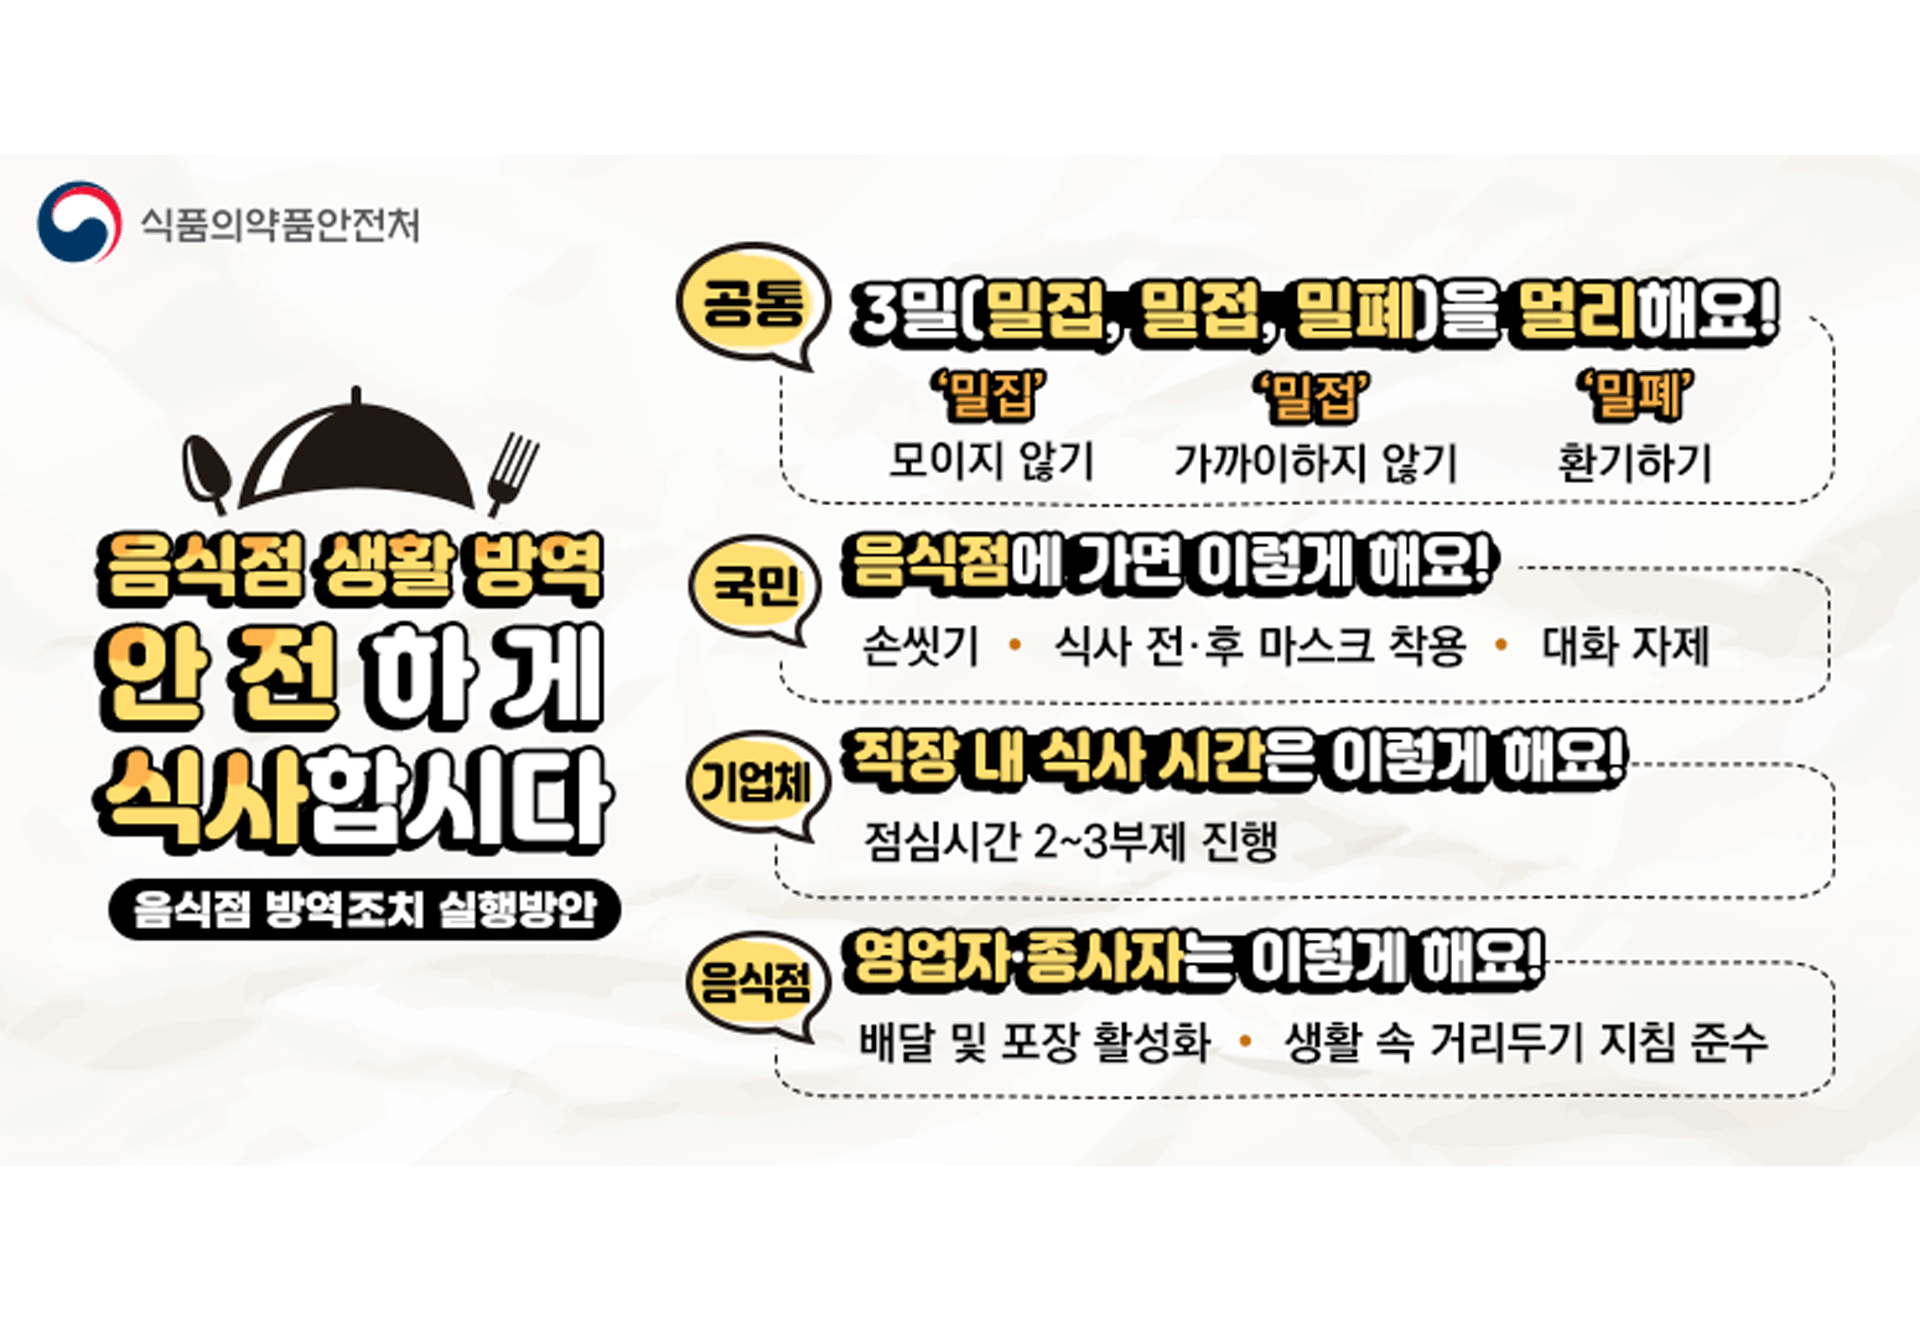 식품의약품안전처
음식점 생활 방역
안전하게
식사합시다
음식점 방역조치 실행방안
공통
3밀(밀집, 밀접, 밀폐)을 멀리해요!
‘밀집’ ‘밀접’ ‘밀폐’
모이지 않기 가까이하지 않기 환기하기
국민
음식점에 가면 이렇게 해요!
손씻기 • 식사 전·후 마스크 착용 • 대화 자제
기업체
직장 내 식사 시간은 이렇게 해요!
점심시간 2~3부제 진행
음식점
영업자·종사자는 이렇게 해요!
배달 및 포장 활성화 • 생활 속 거리두기 지침 준수